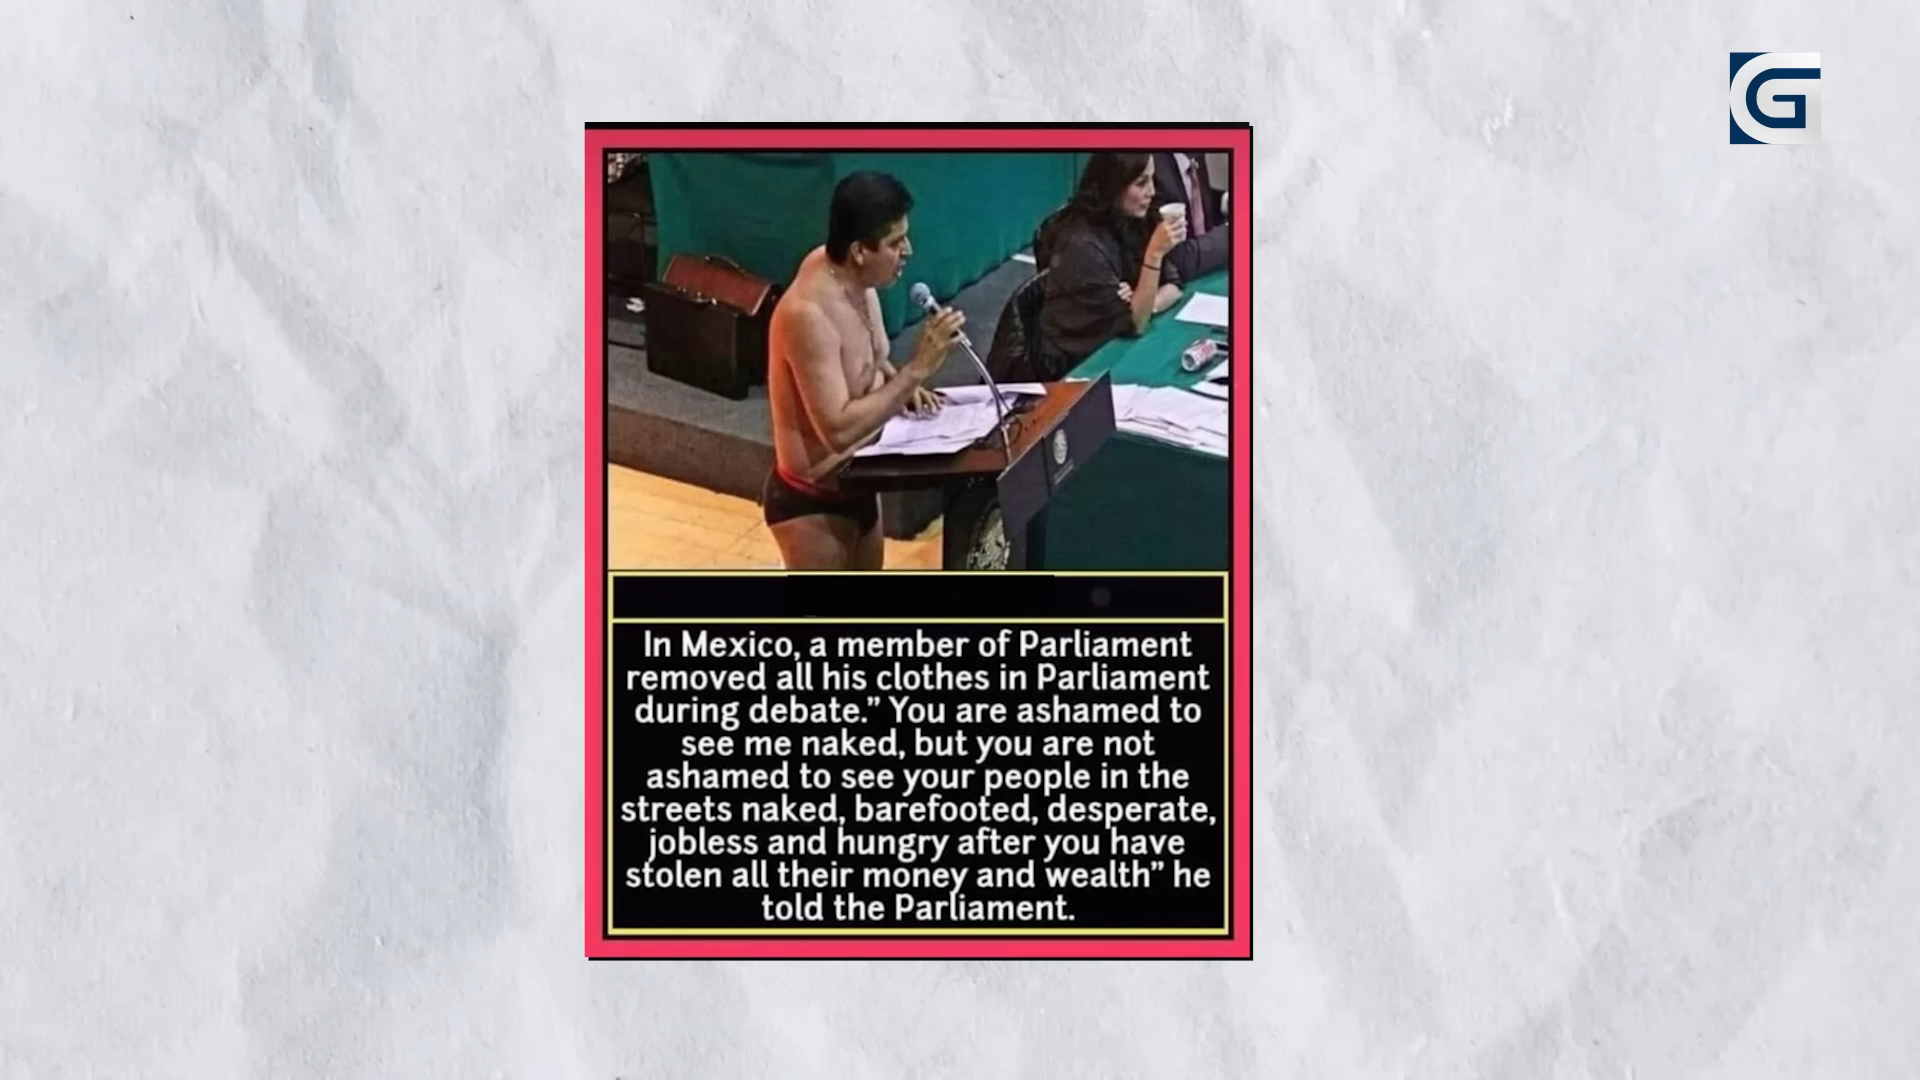 G
In Mexico, a member of Parliament
removed all his clothes in Parliament
during debate.” You are ashamed to
see me naked, but you are not
ashamed to see your people in the
streets naked, barefooted, desperate,
jobless and hungry after you have
stolen all their money and wealth” he
told the Parliament.